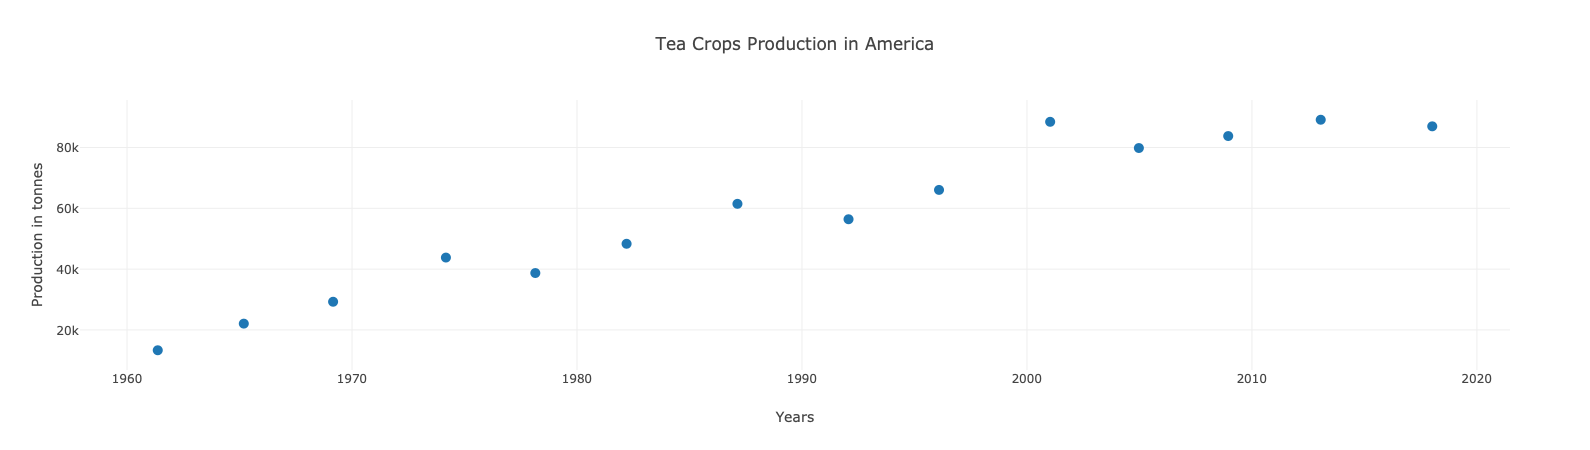 Tea Crops Production in America
Production in tonnes
80k
60k
40k
20k
1960 1970 1980 1990 2000 2010 2020
Years